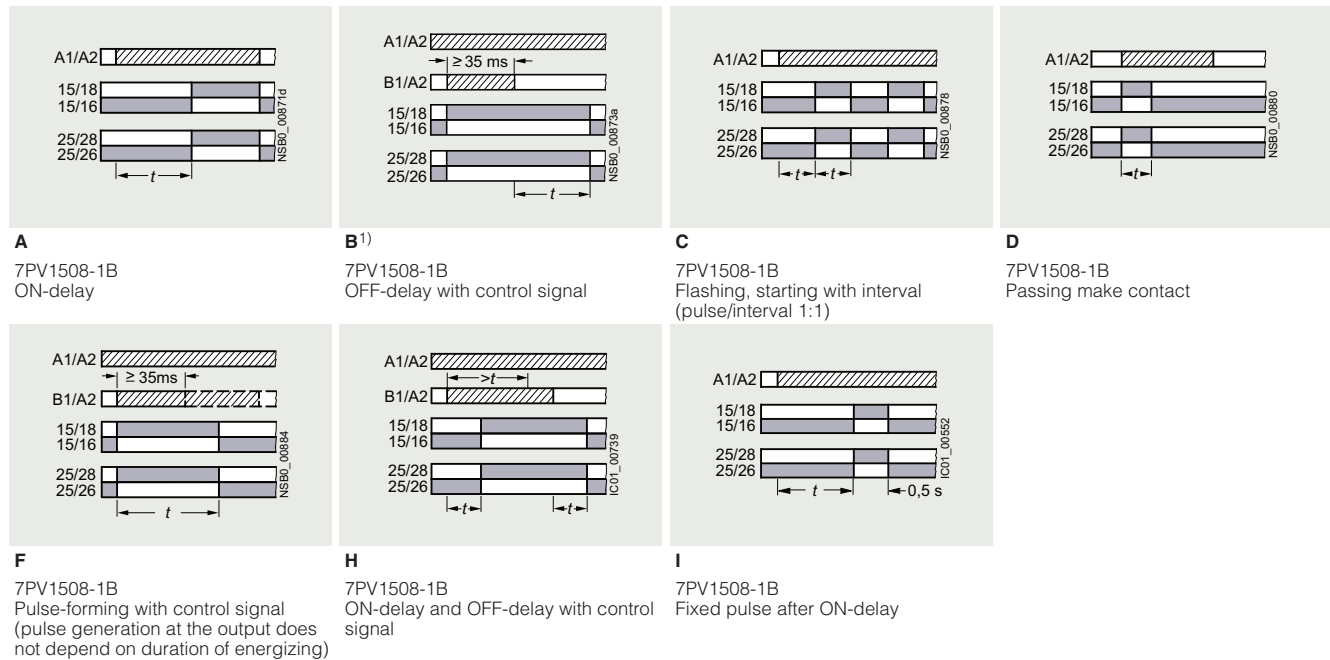 A1/A2
15/18
15/16
25/28
25/26
t
NSB0_00871d
A
7PV1508-1B
ON-delay
A1/A2
≥ 35 ms
B1/A2
15/18
15/16
25/28
25/26
t
NSB0_00873a
B1)
7PV1508-1B
OFF-delay with control signal
A1/A2
15/18
15/16
25/28
25/26
t t
NSB0_00878
C
7PV1508-1B
Flashing, starting with interval
(pulse/interval 1:1)
A1/A2
15/18
15/16
25/28
25/26
t
NSB0_00880
D
7PV1508-1B
Passing make contact
A1/A2
≥ 35ms
B1/A2
15/18
15/16
25/28
25/26
t
NSB0_00884
F
7PV1508-1B
Pulse-forming with control signal
(pulse generation at the output does
not depend on duration of energizing)
A1/A2
>t
B1/A2
15/18
15/16
25/28
25/26
t t
IC01_00739
H
7PV1508-1B
ON-delay and OFF-delay with control
signal
A1/A2
15/18
15/16
25/28
25/26
t 0,5 s
IC01_00552
I
7PV1508-1B
Fixed pulse after ON-delay